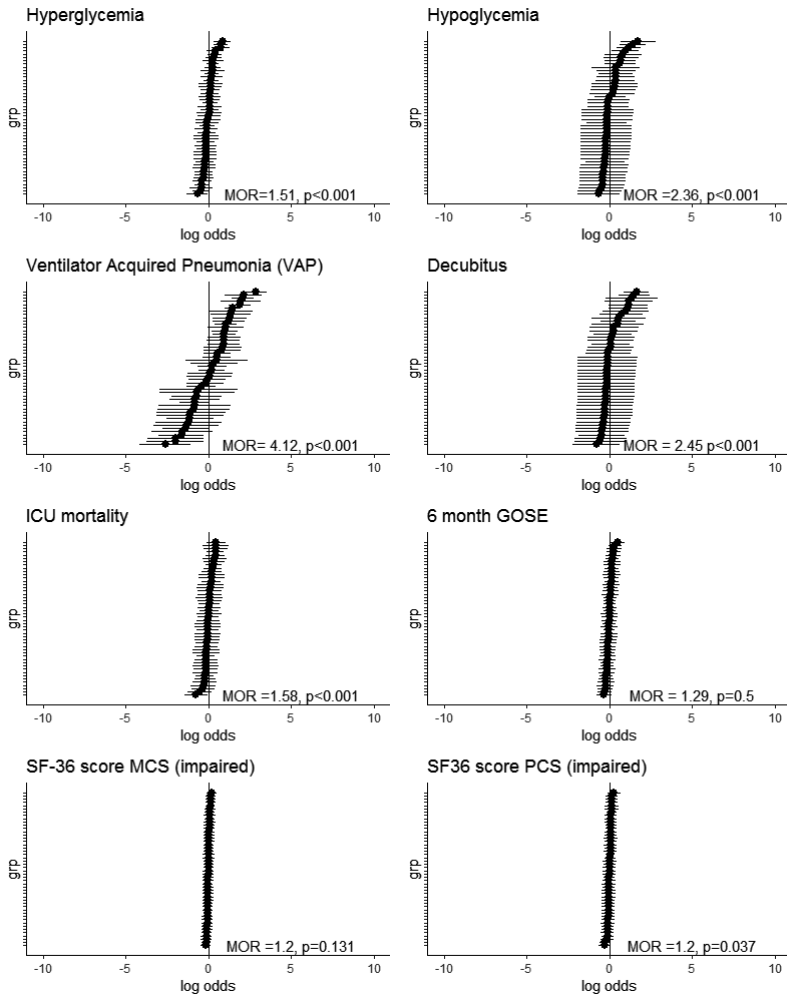 Hyperglycemia
grp
MOR=1.51, p<0.001
-10 -5 0 5 10
log odds
Hypoglycemia
grp
MOR =2.36, p<0.001
-10 -5 0 5 10
log odds
Ventilator Acquired Pneumonia (VAP)
grp
MOR= 4.12, p<0.001
-10 -5 0 5 10
log odds
Decubitus
grp
MOR = 2.45 p<0.001
-10 -5 0 5 10
log odds
ICU mortality
grp
MOR =1.58, p<0.001
-10 -5 0 5 10
log odds
6 month GOSE
grp
MOR = 1.29, p=0.5
-10 -5 0 5 10
log odds
SF-36 score MCS (impaired)
grp
MOR =1.2, p=0.131
-10 -5 0 5 10
log odds
SF36 score PCS (impaired)
grp
MOR =1.2, p=0.037
-10 -5 0 5 10
log odds